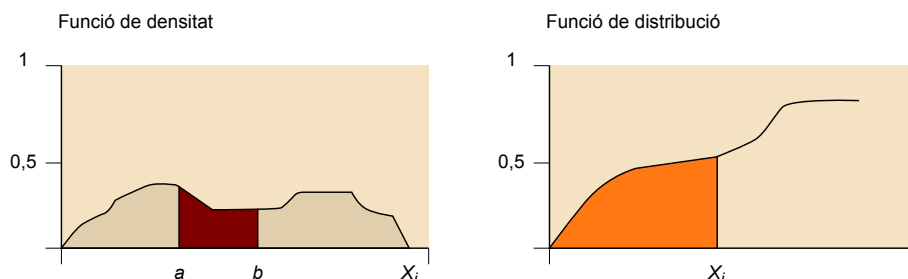 Funció de densitat
1
0,5
a
b
Xi
Funció de distribució
1
0,5
Xi